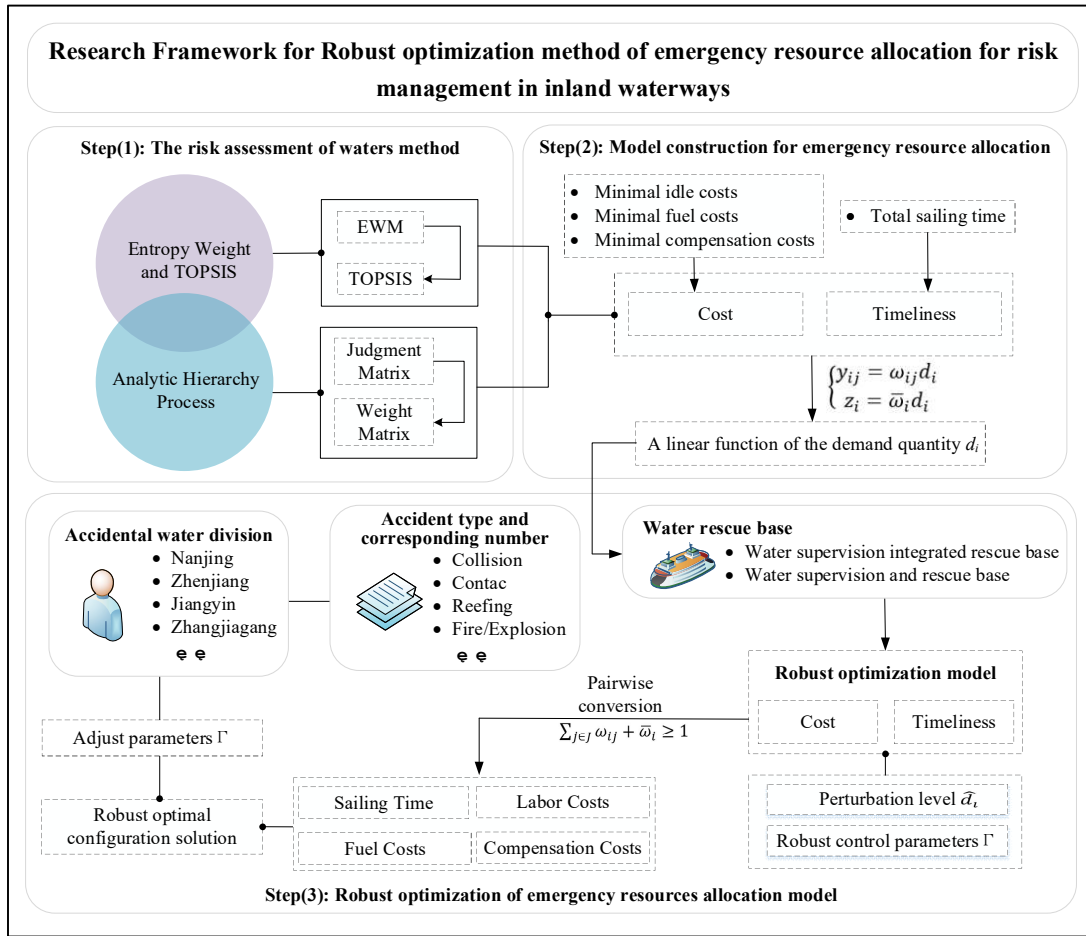 Research Framework for Robust optimization method of emergency resource allocation for risk
management in inland waterways
Step(1): The risk assessment of waters method
Entropy Weight
and TOPSIS
Analytic Hierarchy
Process
EWM
TOPSIS
Judgment
Matrix
Weight
Matrix
Step(2): Model construction for emergency resource allocation
• Minimal idle costs
• Minimal fuel costs
• Minimal compensation costs
• Total sailing time
Cost
Timeliness
{y_{ij} = ω_{ij}d_i
z_i = ω̅_i d_i
A linear function of the demand quantity d_i
Accidental water division
• Nanjing
• Zhenjiang
• Jiangyin
• Zhangjiagang
Accident type and
corresponding number
• Collision
• Contac
• Reefing
• Fire/Explosion
Water rescue base
• Water supervision integrated rescue base
• Water supervision and rescue base
Robust optimization model
Cost
Timeliness
Perturbation level d̂_ι
Robust control parameters Γ
Pairwise
conversion
∑_{j∈J} ω_{ij} + ω̅_i ≥ 1
Sailing Time
Labor Costs
Fuel Costs
Compensation Costs
Adjust parameters Γ
Robust optimal
configuration solution
Step(3): Robust optimization of emergency resources allocation model